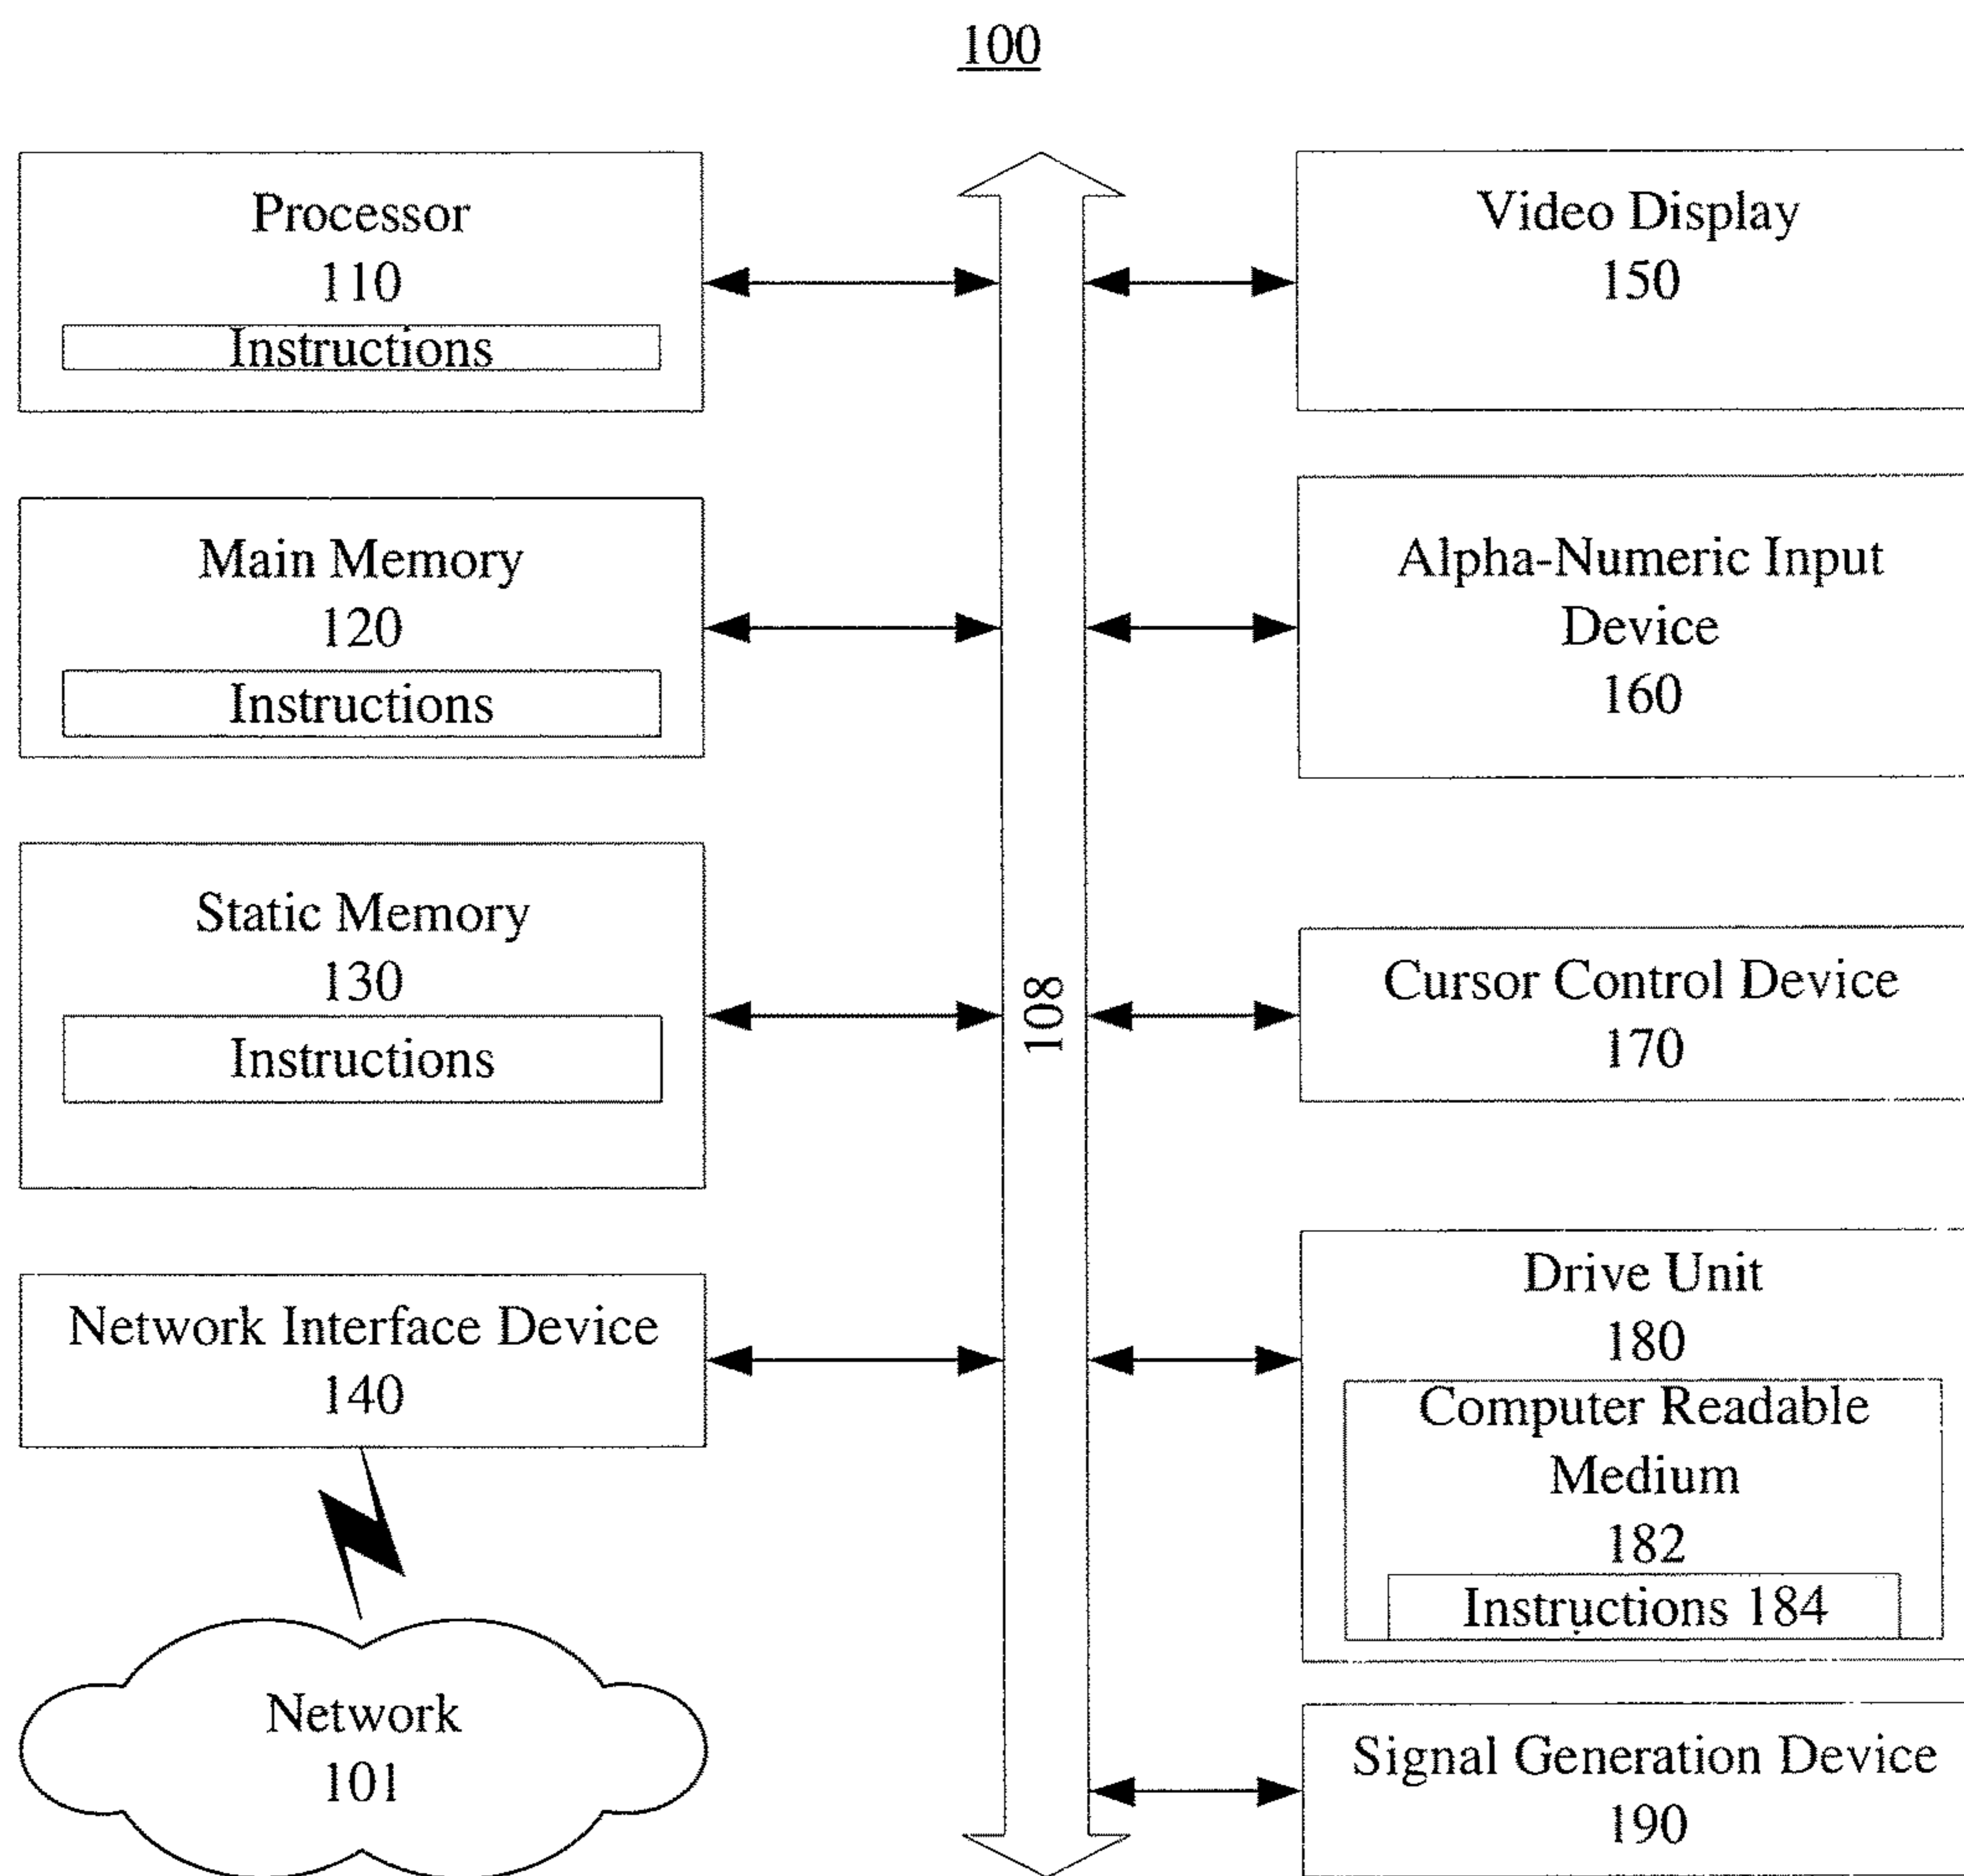 100
Processor
110
Instructions
Main Memory
120
Instructions
Static Memory
130
Instructions
Network Interface Device
140
Network
101
108
Video Display
150
Alpha-Numeric Input
Device
160
Cursor Control Device
170
Drive Unit
180
Computer Readable
Medium
182
Instructions 184
Signal Generation Device
190